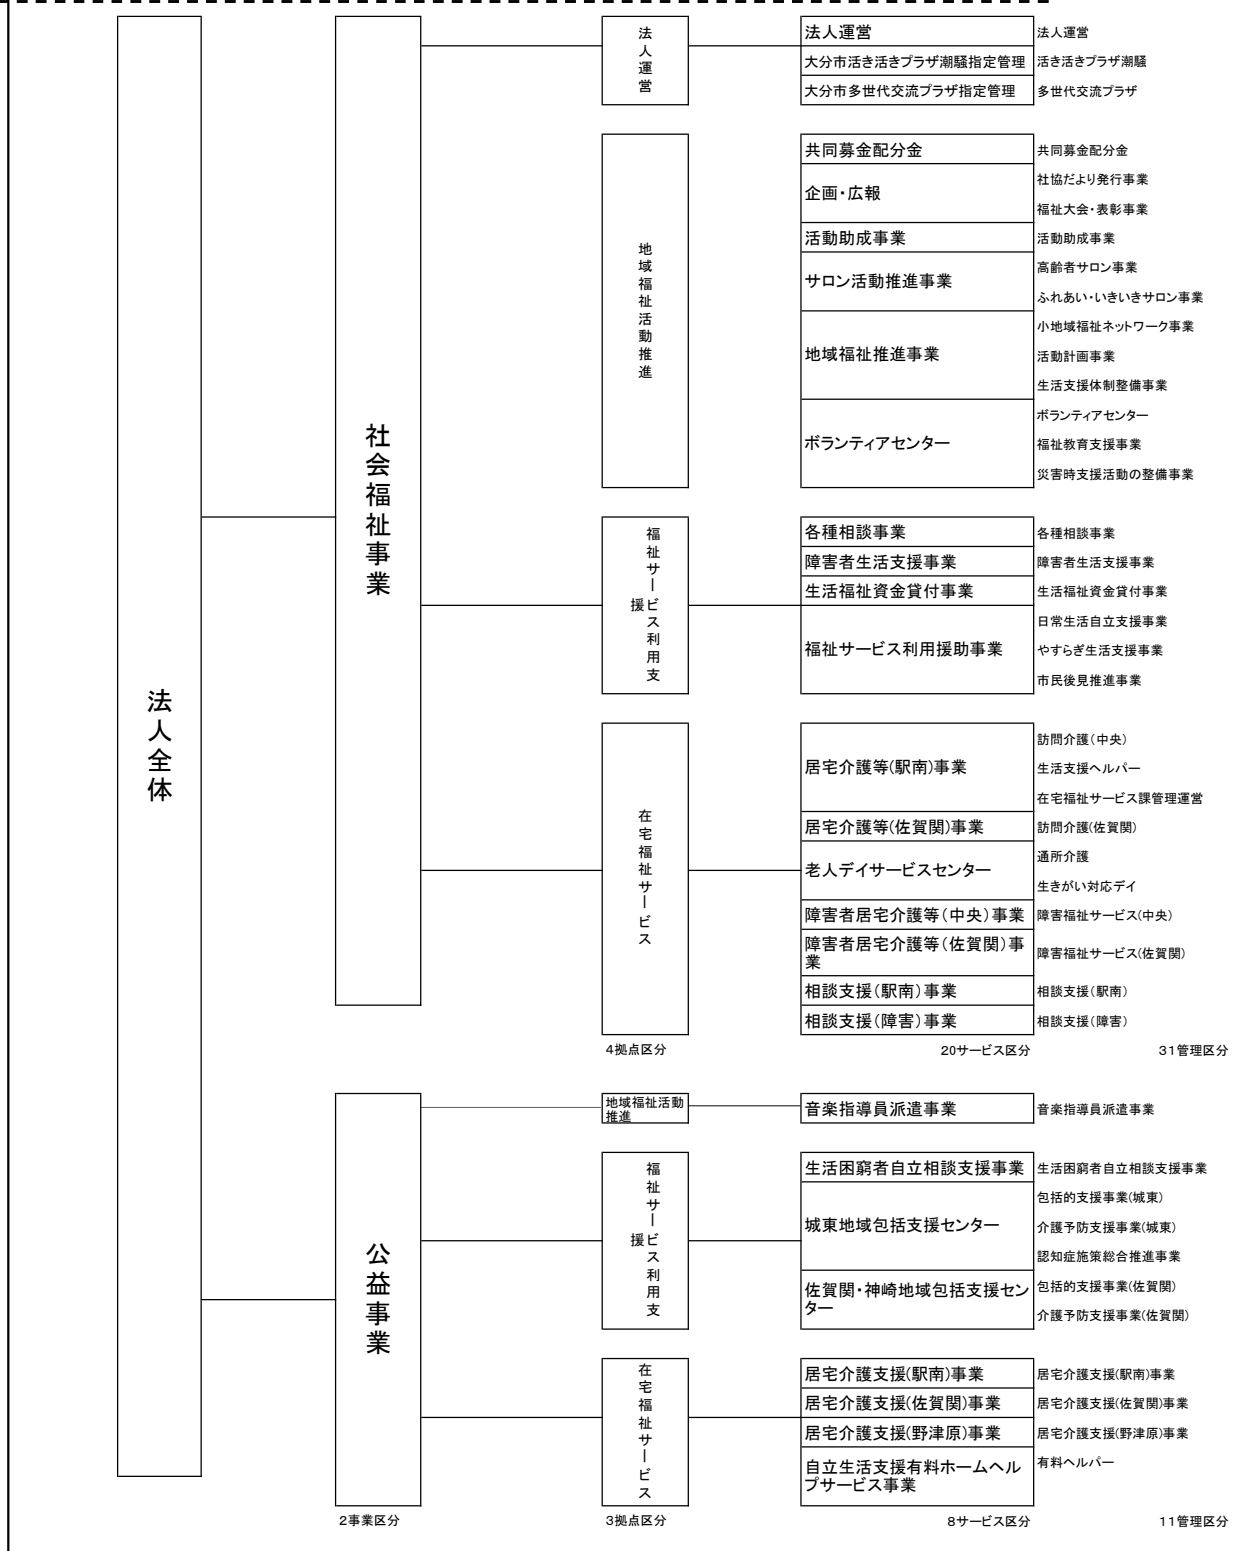 法人全体
社会福祉事業
法人運営
法人運営
法人運営
大分市活き活きプラザ潮騒指定管理
活き活きプラザ潮騒
大分市多世代交流プラザ指定管理
多世代交流プラザ
地域福祉活動推進
共同募金配分金
共同募金配分金
企画・広報
社協だより発行事業
福祉大会・表彰事業
活動助成事業
活動助成事業
サロン活動推進事業
高齢者サロン事業
ふれあい・いきいきサロン事業
地域福祉推進事業
小地域福祉ネットワーク事業
活動計画事業
生活支援体制整備事業
ボランティアセンター
ボランティアセンター
福祉教育支援事業
災害時支援活動の整備事業
福祉サービス利用支
援
各種相談事業
各種相談事業
障害者生活支援事業
障害者生活支援事業
生活福祉資金貸付事業
生活福祉資金貸付事業
福祉サービス利用援助事業
日常生活自立支援事業
やすらぎ生活支援事業
市民後見推進事業
在宅福祉サービス
居宅介護等(駅南)事業
訪問介護(中央)
生活支援ヘルパー
在宅福祉サービス課管理運営
居宅介護等(佐賀関)事業
訪問介護(佐賀関)
老人デイサービスセンター
通所介護
生きがい対応デイ
障害者居宅介護等(中央)事業
障害福祉サービス(中央)
障害者居宅介護等(佐賀関)事
業
障害福祉サービス(佐賀関)
相談支援(駅南)事業
相談支援(駅南)
相談支援(障害)事業
相談支援(障害)
4拠点区分
20サービス区分
31管理区分
公益事業
地域福祉活動
推進
音楽指導員派遣事業
音楽指導員派遣事業
福祉サービス利用支
援
生活困窮者自立相談支援事業
生活困窮者自立相談支援事業
城東地域包括支援センター
包括的支援事業(城東)
介護予防支援事業(城東)
認知症施策総合推進事業
佐賀関・神崎地域包括支援セン
ター
包括的支援事業(佐賀関)
介護予防支援事業(佐賀関)
在宅福祉サービス
居宅介護支援(駅南)事業
居宅介護支援(駅南)事業
居宅介護支援(佐賀関)事業
居宅介護支援(佐賀関)事業
居宅介護支援(野津原)事業
居宅介護支援(野津原)事業
自立生活支援有料ホームヘル
プサービス事業
有料ヘルパー
2事業区分
3拠点区分
8サービス区分
11管理区分